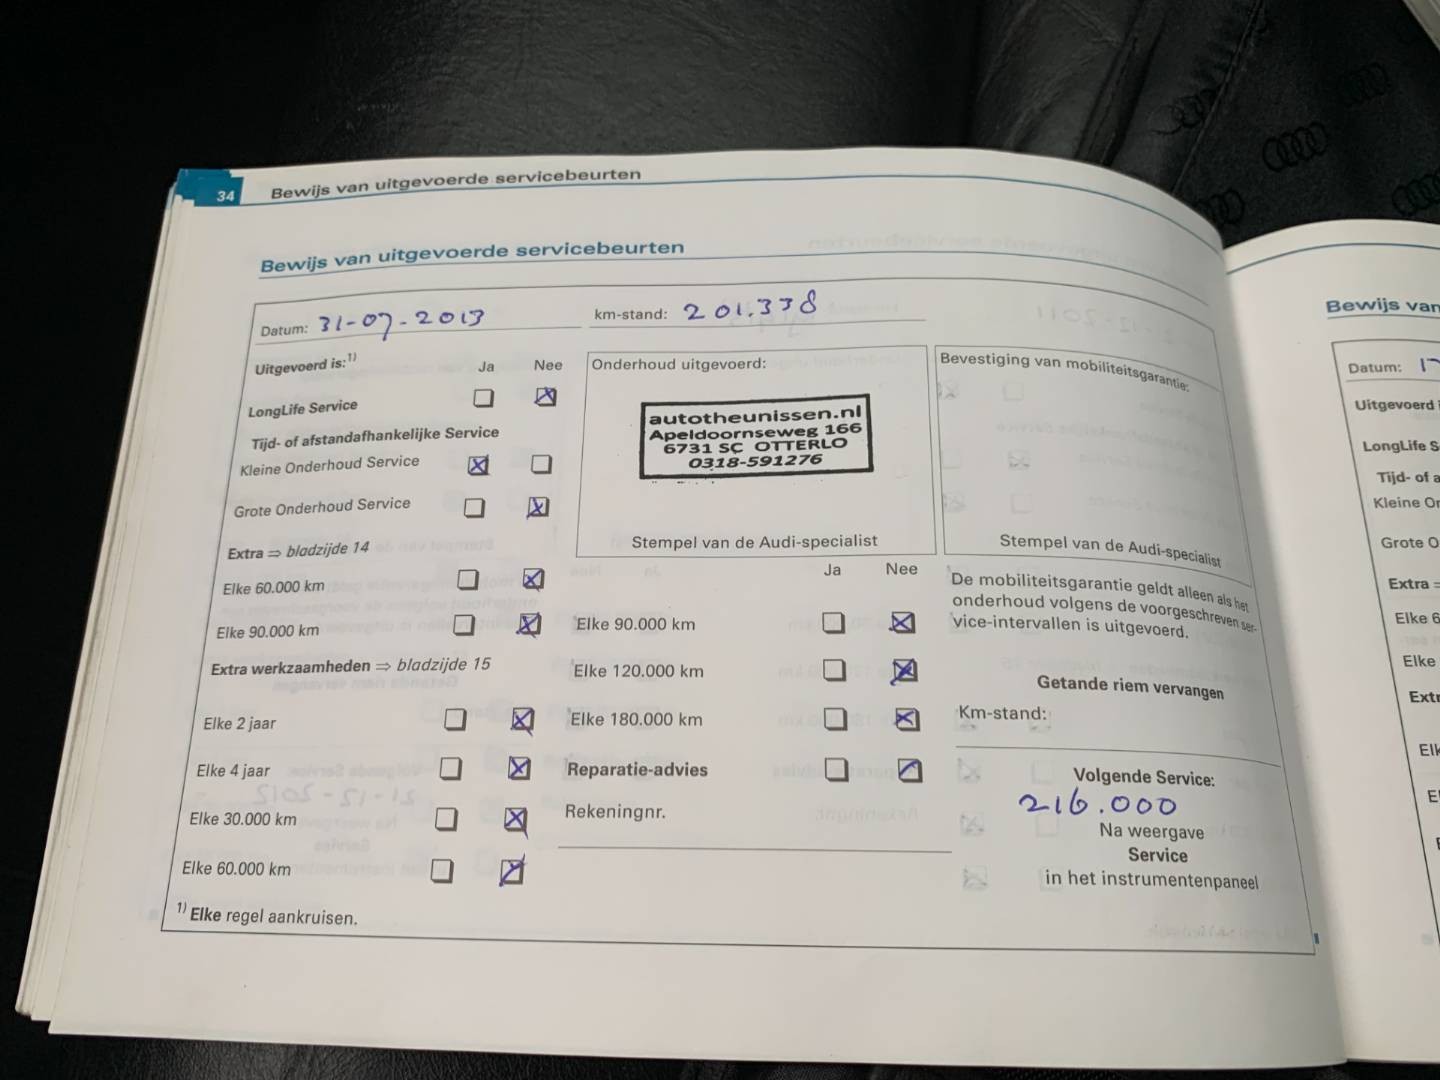 34 Bewijs van uitgevoerde servicebeurten
Bewijs van uitgevoerde servicebeurten
Datum: 31-07-2013 km-stand: 201.338
Uitgevoerd is:1) Ja Nee
LongLife Service
Tijd- of afstandafhankelijke Service
Kleine Onderhoud Service
Grote Onderhoud Service
Extra ⇒ bladzijde 14
Elke 60.000 km
Elke 90.000 km
Extra werkzaamheden ⇒ bladzijde 15
Elke 2 jaar
Elke 4 jaar
Elke 30.000 km
Elke 60.000 km
1) Elke regel aankruisen.
Onderhoud uitgevoerd:
autotheunissen.nl
Apeldoornseweg 166
6731 SC OTTERLO
0318-591276
Stempel van de Audi-specialist
Ja Nee
Elke 90.000 km
Elke 120.000 km
Elke 180.000 km
Reparatie-advies
Rekeningnr.
Bevestiging van mobiliteitsgarantie:
Stempel van de Audi-specialist
De mobiliteitsgarantie geldt alleen als het
onderhoud volgens de voorgeschreven ser-
vice-intervallen is uitgevoerd.
Getande riem vervangen
Km-stand:
Volgende Service:
216.000
Na weergave
Service
in het instrumentenpaneel
Bewijs van
Datum:
Uitgevoerd
LongLife S
Tijd- of a
Kleine On
Grote O
Extra
Elke 6
Elke
Extr